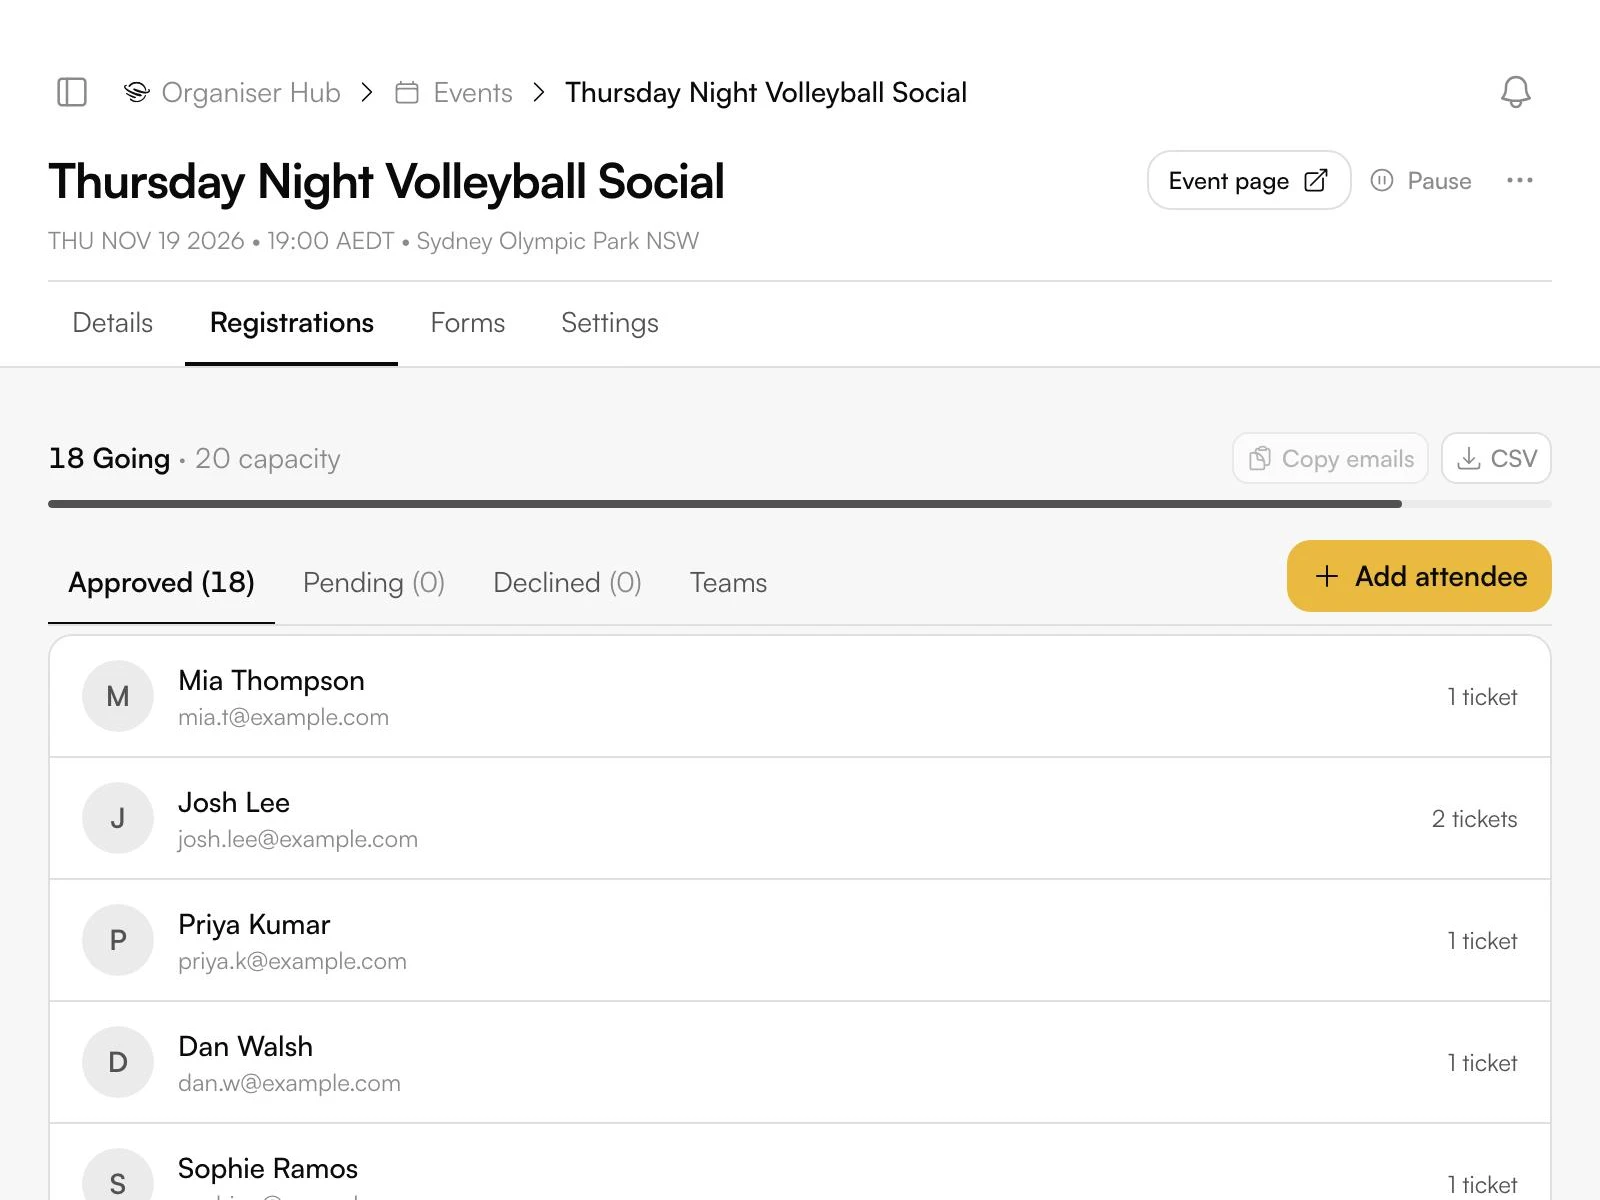 Organiser Hub > Events > Thursday Night Volleyball Social
Thursday Night Volleyball Social
Event page
Pause
THU NOV 19 2026 • 19:00 AEDT • Sydney Olympic Park NSW
Details
Registrations
Forms
Settings
18 Going · 20 capacity
Copy emails
CSV
Approved (18)
Pending (0)
Declined (0)
Teams
+ Add attendee
M
Mia Thompson
mia.t@example.com
1 ticket
J
Josh Lee
josh.lee@example.com
2 tickets
P
Priya Kumar
priya.k@example.com
1 ticket
D
Dan Walsh
dan.w@example.com
1 ticket
S
Sophie Ramos
1 ticket